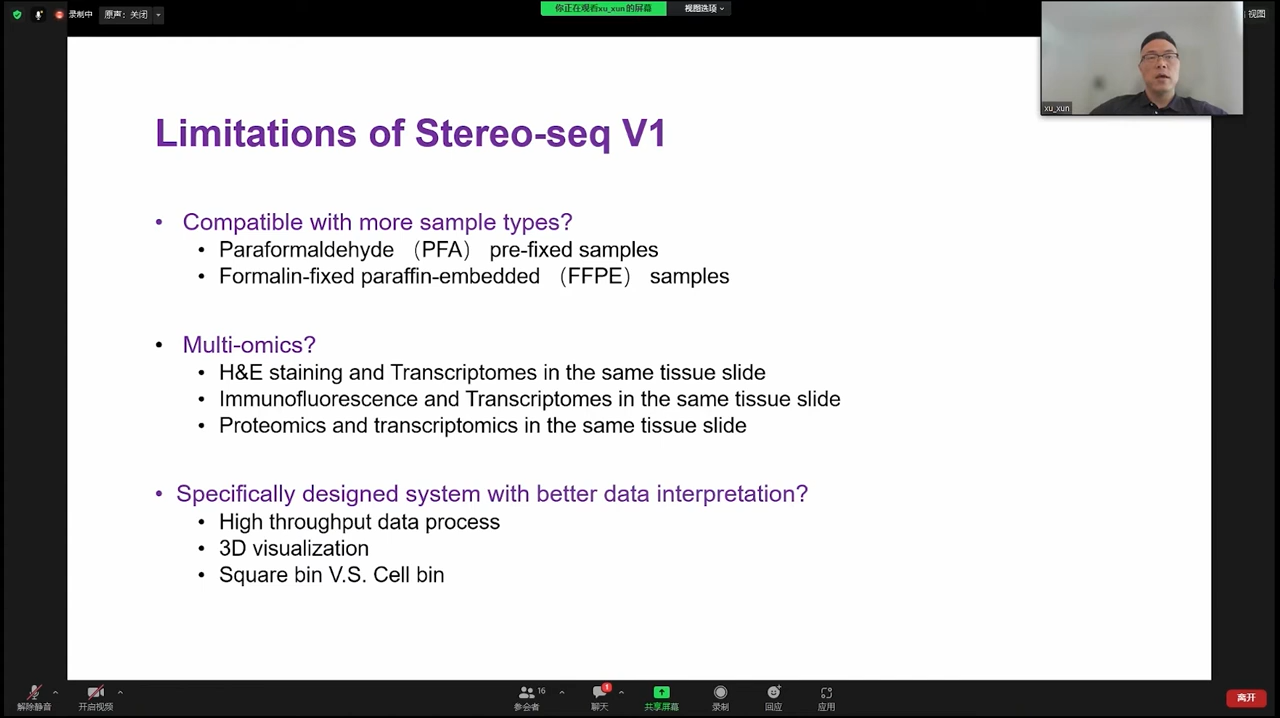 录制中
原声：关闭
你正在观看xu_xun的屏幕
视图选项
视图
xu_xun
Limitations of Stereo-seq V1
• Compatible with more sample types?
• Paraformaldehyde （PFA） pre-fixed samples
• Formalin-fixed paraffin-embedded （FFPE） samples
• Multi-omics?
• H&E staining and Transcriptomes in the same tissue slide
• Immunofluorescence and Transcriptomes in the same tissue slide
• Proteomics and transcriptomics in the same tissue slide
• Specifically designed system with better data interpretation?
• High throughput data process
• 3D visualization
• Square bin V.S. Cell bin
解除静音
开启视频
16
参会者
1
聊天
共享屏幕
录制
回应
应用
离开